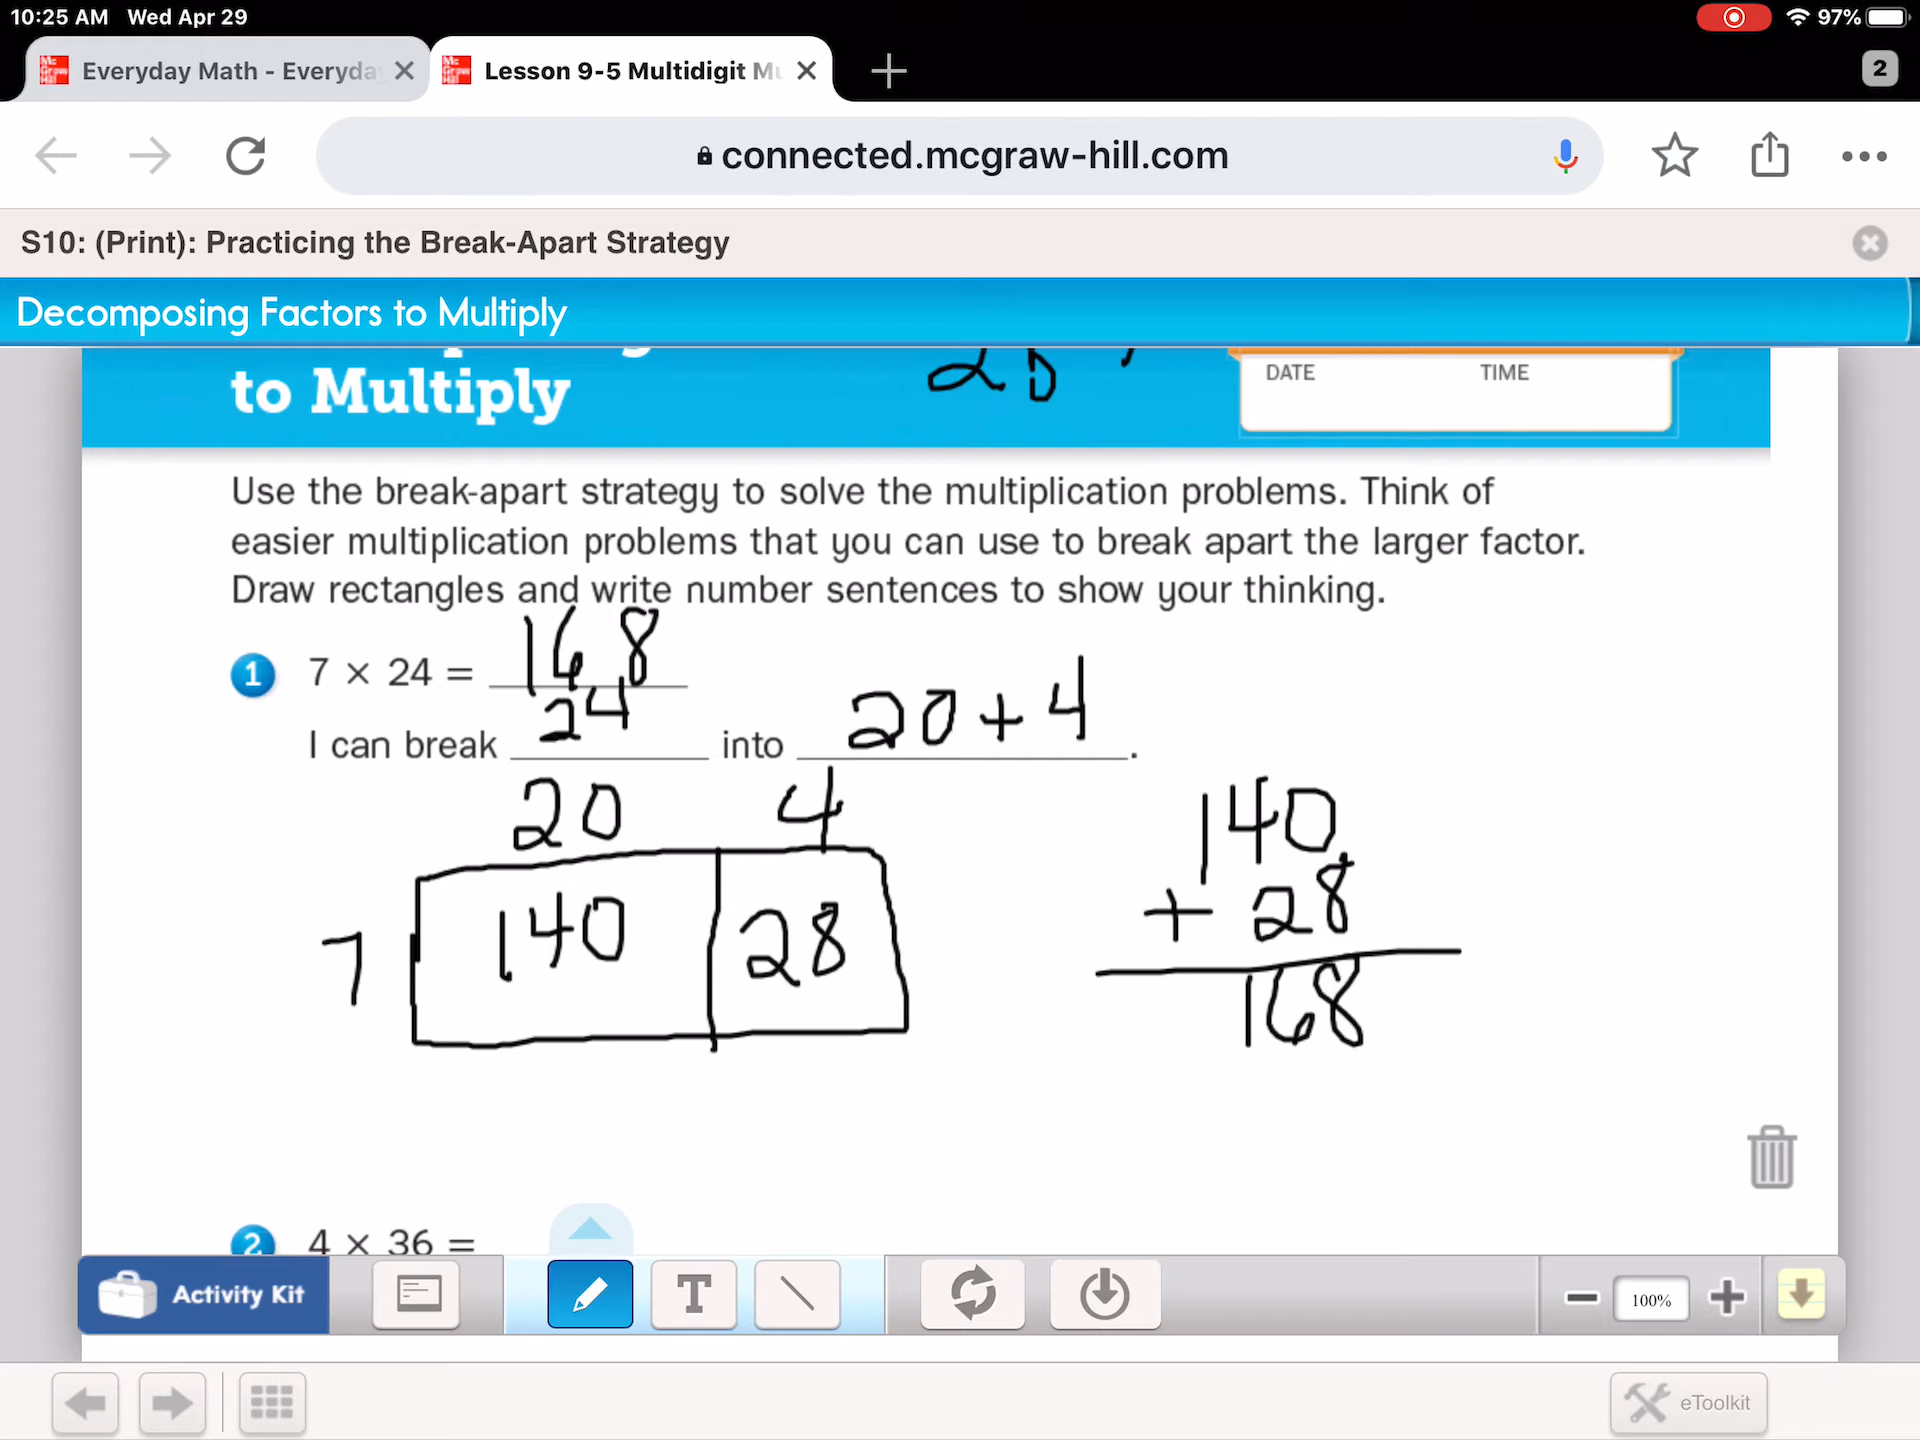 10:25 AM Wed Apr 29
97%
Everyday Math - Everyda
Lesson 9-5 Multidigit Mu
2
connected.mcgraw-hill.com
S10: (Print): Practicing the Break-Apart Strategy
Decomposing Factors to Multiply
to Multiply
DATE TIME
Use the break-apart strategy to solve the multiplication problems. Think of
easier multiplication problems that you can use to break apart the larger factor.
Draw rectangles and write number sentences to show your thinking.
1 7 × 24 = 168
I can break 24 into 20 + 4.
20 4
7 140 28
140
+ 28
168
2 4 × 36 =
Activity Kit
T
100%
eToolkit